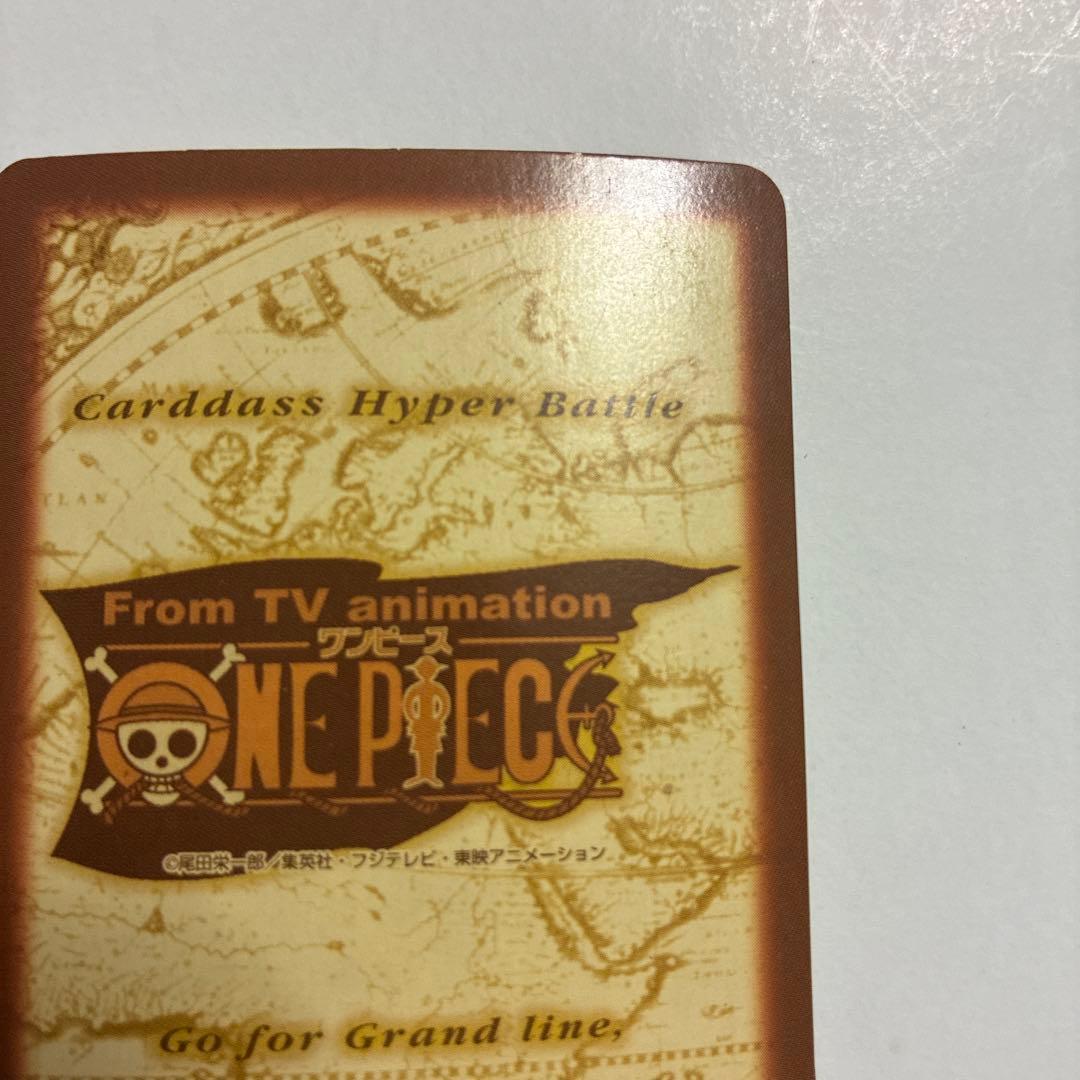 Carddass Hyper Battle
TLAN
From TV animation
ワンピース
ONE PIECE
©尾田栄一郎/集英社・フジテレビ・東映アニメーション
Go for Grand line,